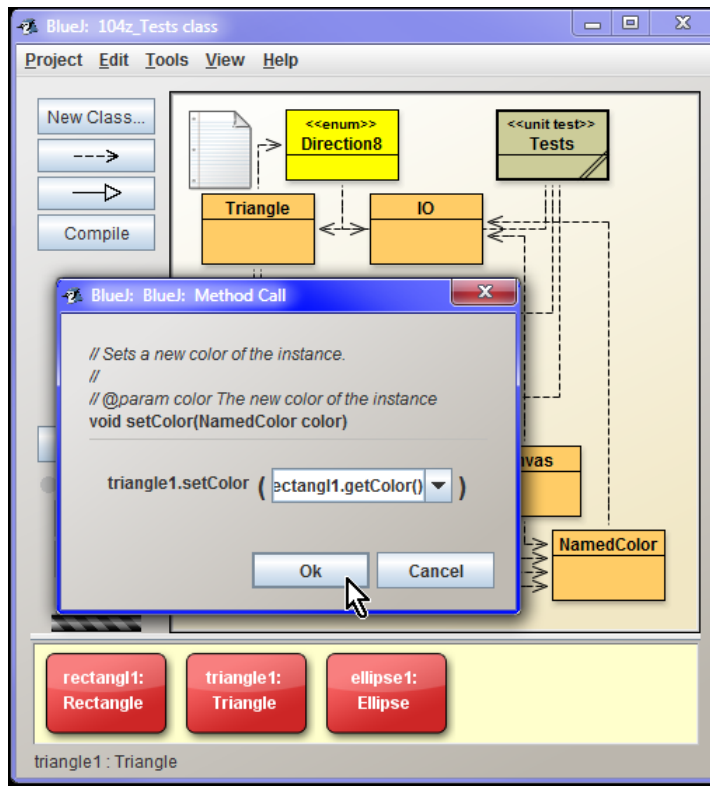 BlueJ: 104z_Tests class
Project Edit Tools View Help
New Class...
Compile
<<enum>>
Direction8
<<unit test>>
Tests
Triangle
IO
BlueJ: BlueJ: Method Call
// Sets a new color of the instance.
//
// @param color The new color of the instance
void setColor(NamedColor color)
triangle1.setColor ( ectangl1.getColor() )
Ok
Cancel
nvas
NamedColor
rectangl1:
Rectangle
triangle1:
Triangle
ellipse1:
Ellipse
triangle1 : Triangle